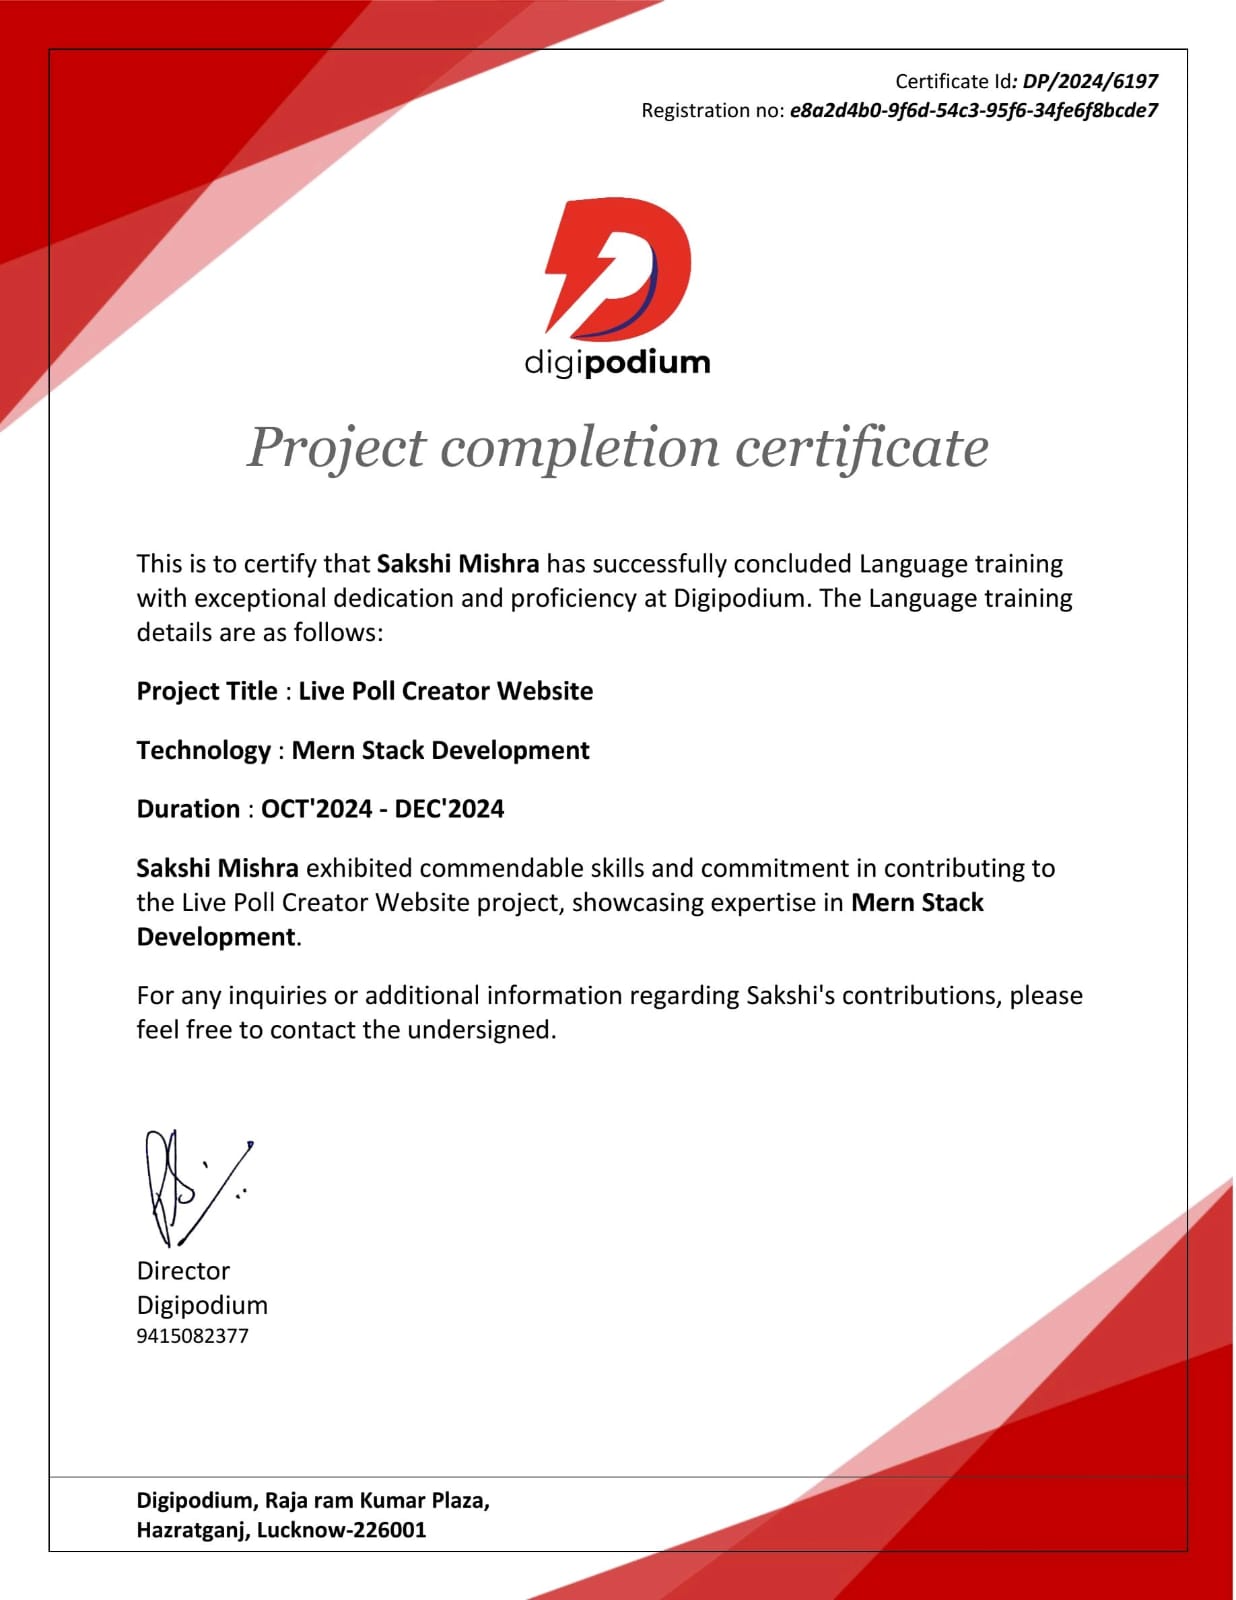 Certificate Id: DP/2024/6197
Registration no: e8a2d4b0-9f6d-54c3-95f6-34fe6f8bcde7
digipodium
Project completion certificate
This is to certify that Sakshi Mishra has successfully concluded Language training
with exceptional dedication and proficiency at Digipodium. The Language training
details are as follows:
Project Title : Live Poll Creator Website
Technology : Mern Stack Development
Duration : OCT'2024 - DEC'2024
Sakshi Mishra exhibited commendable skills and commitment in contributing to
the Live Poll Creator Website project, showcasing expertise in Mern Stack
Development.
For any inquiries or additional information regarding Sakshi's contributions, please
feel free to contact the undersigned.
Director
Digipodium
9415082377
Digipodium, Raja ram Kumar Plaza,
Hazratganj, Lucknow-226001